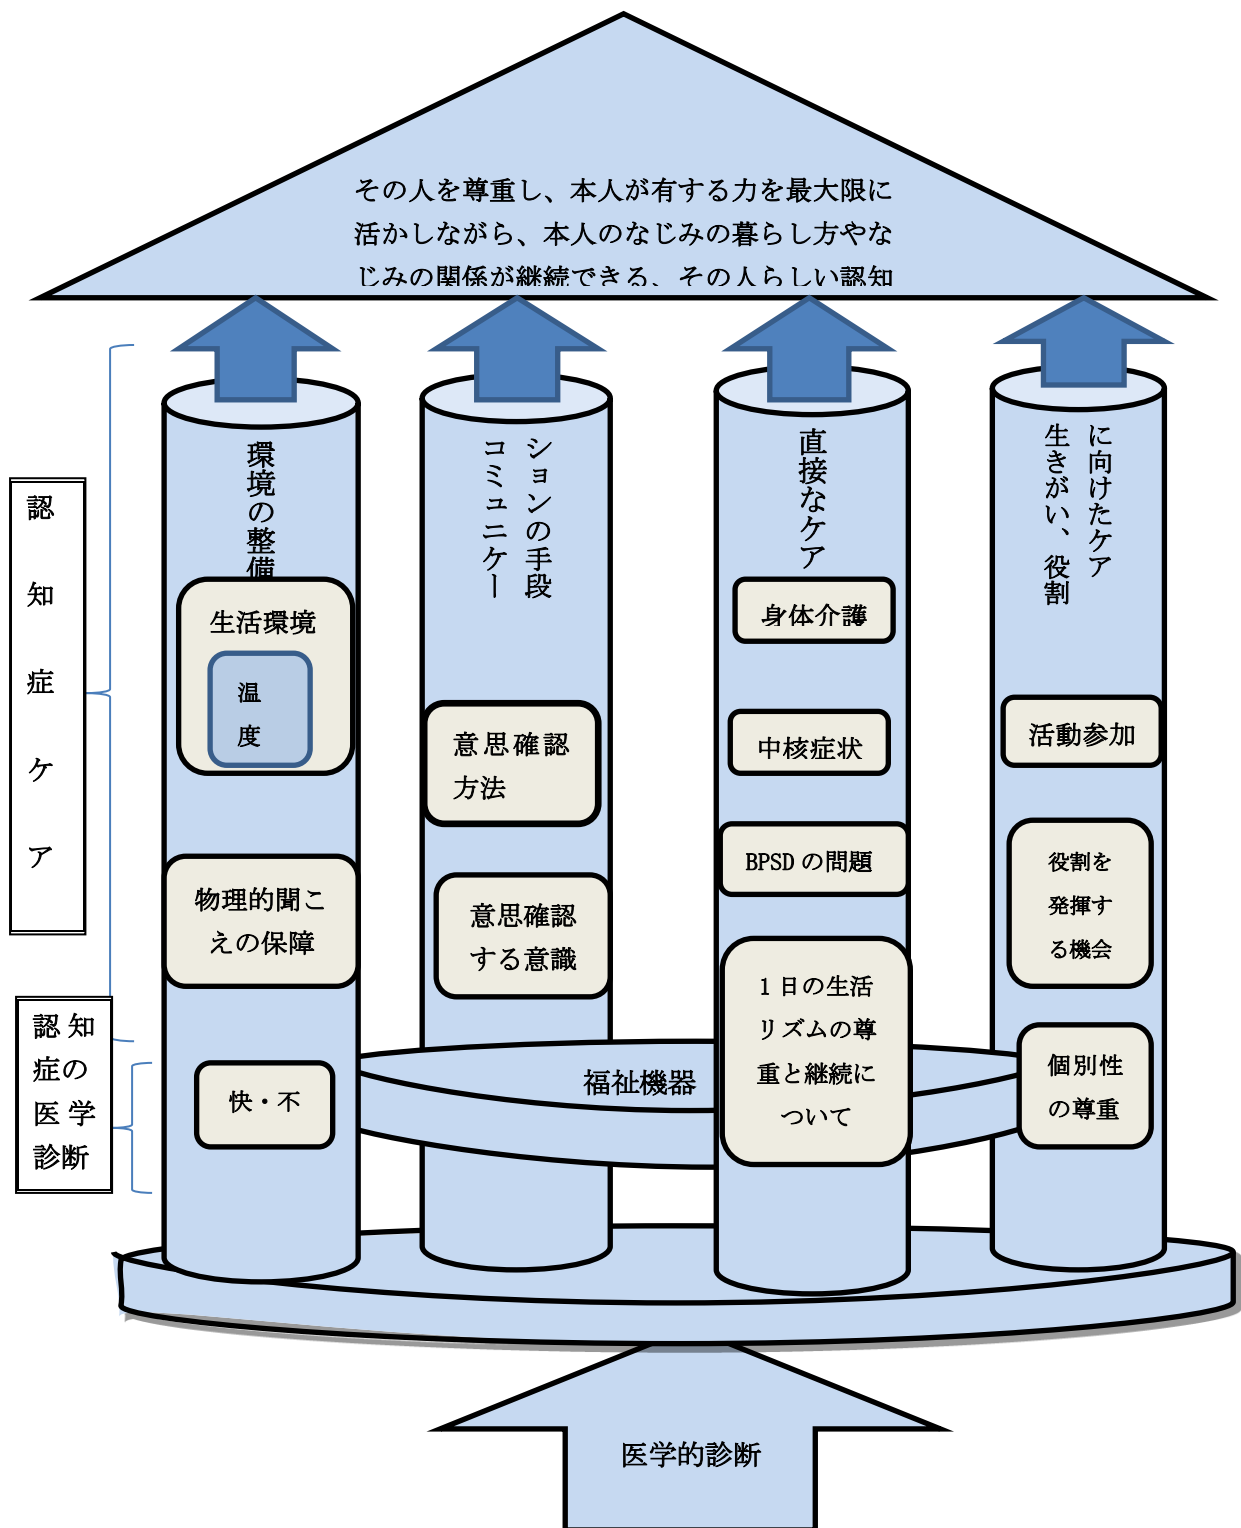 その人を尊重し、本人が有する力を最大限に
活かしながら、本人のなじみの暮らし方やな
じみの関係が継続できる、その人らしい認知
認知症ケア
認知
症の
医学
診断
環境の整備
生活環境
温
度
物理的聞こ
えの保障
快・不
コミュニケー
ションの手段
意思確認
方法
意思確認
する意識
福祉機器
直接なケア
身体介護
中核症状
BPSDの問題
1日の生活
リズムの尊
重と継続に
ついて
生きがい、役割
に向けたケア
活動参加
役割を
発揮す
る機会
個別性
の尊重
医学的診断